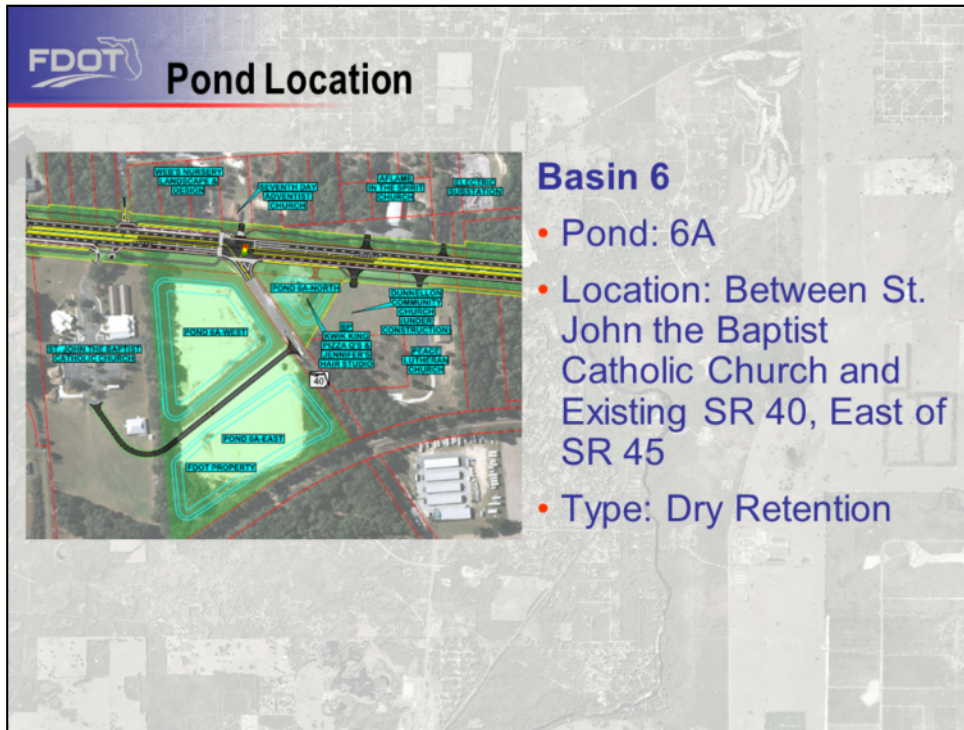 FDOT
Pond Location
WEB'S NURSERY
LANDSCAPE &
DESIGN
SEVENTH DAY
ADVENTIST
CHURCH
AFLAME
IN THE SPIRIT
CHURCH
ELECTRIC
SUBSTATION
POND 6A-NORTH
DUNNELLON
COMMUNITY
CHURCH
(UNDER
CONSTRUCTION)
POND 6A-WEST
BP
KWIK KING
PIZZA Q'S &
JENNIFER'S
HAIR STUDIO
ST. JOHN THE BAPTIST
CATHOLIC CHURCH
PEACE
LUTHERAN
CHURCH
40
POND 6A-EAST
FDOT PROPERTY
Basin 6
• Pond: 6A
• Location: Between St.
John the Baptist
Catholic Church and
Existing SR 40, East of
SR 45
• Type: Dry Retention